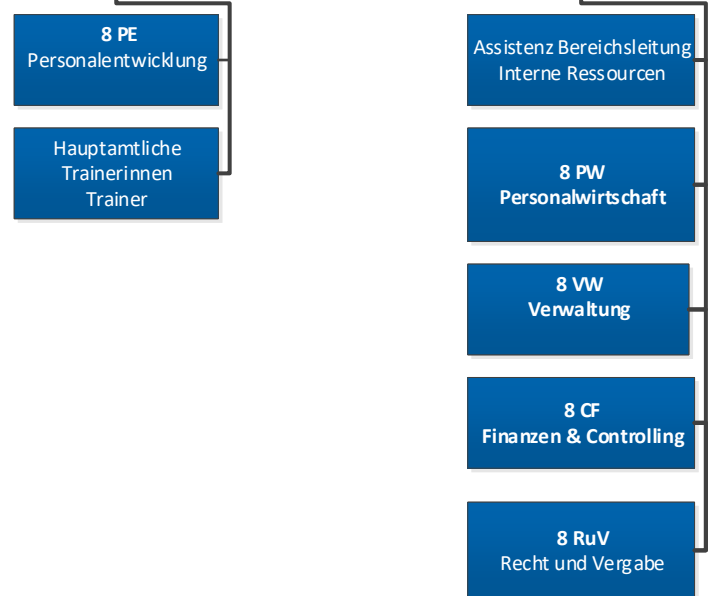 8 PE
Personalentwicklung
Hauptamtliche
Trainerinnen
Trainer
Assistenz Bereichsleitung
Interne Ressourcen
8 PW
Personalwirtschaft
8 VW
Verwaltung
8 CF
Finanzen & Controlling
8 RuV
Recht und Vergabe